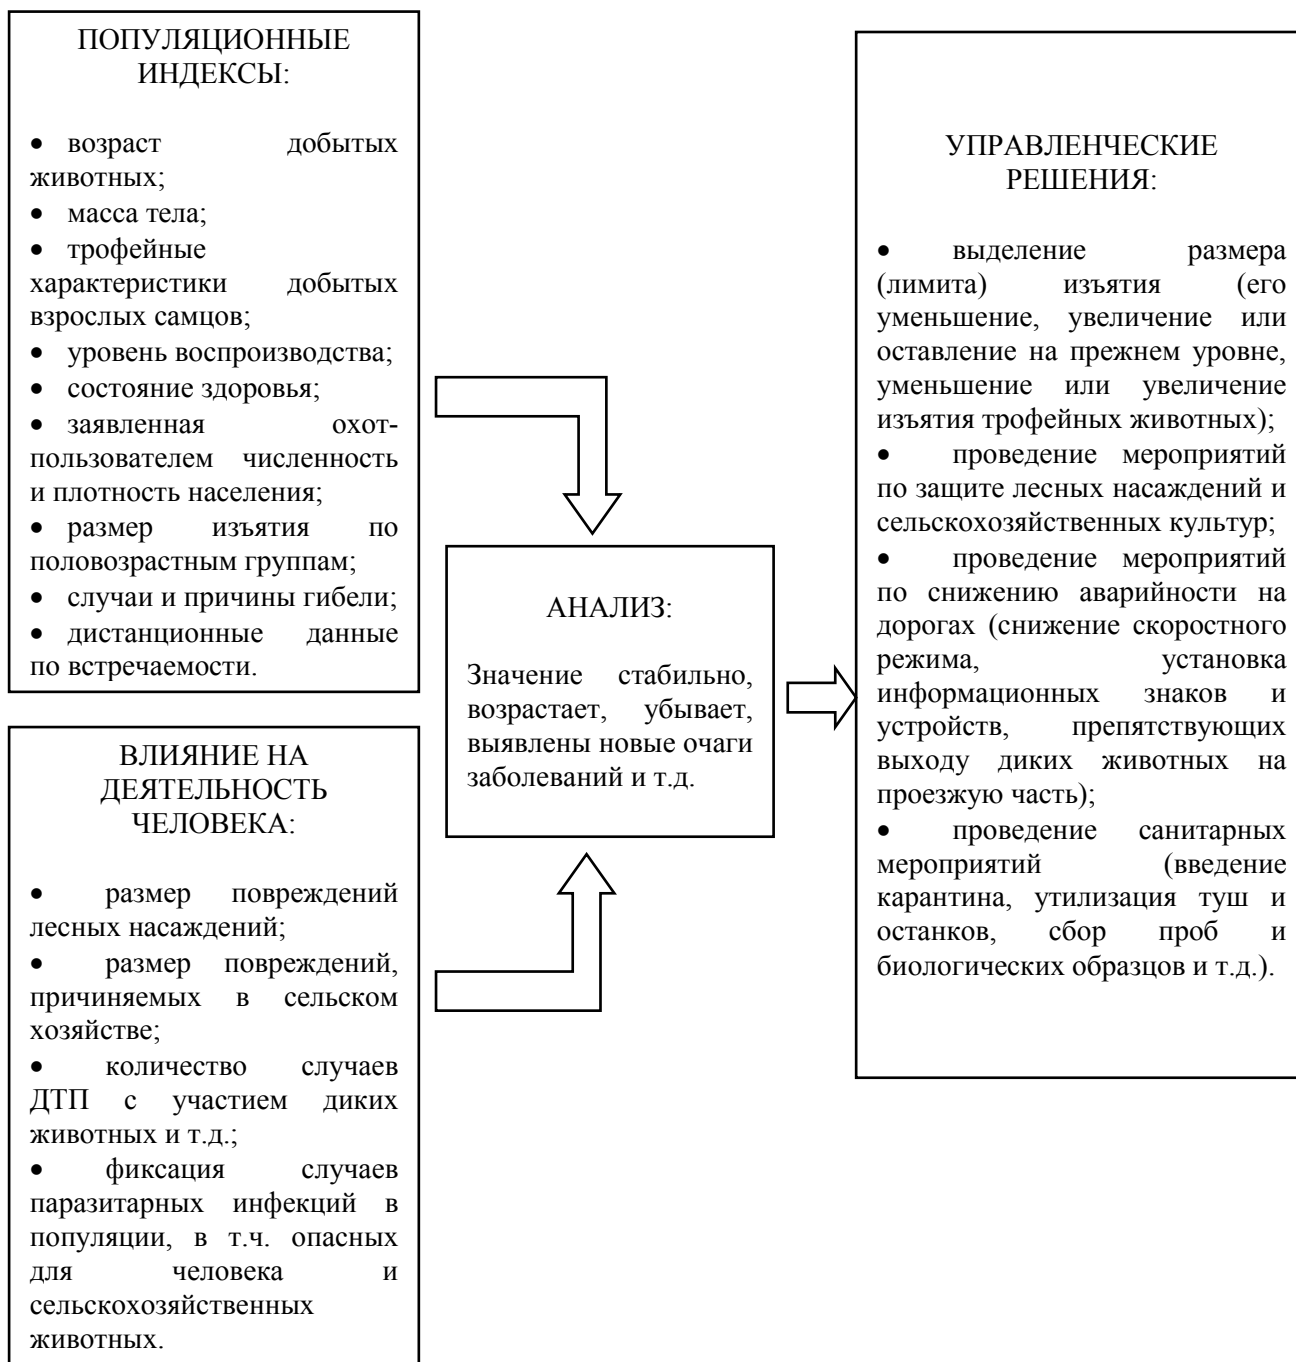 ПОПУЛЯЦИОННЫЕ
ИНДЕКСЫ:
• возраст добытых
животных;
• масса тела;
• трофейные
характеристики добытых
взрослых самцов;
• уровень воспроизводства;
• состояние здоровья;
• заявленная охот-
пользователем численность
и плотность населения;
• размер изъятия по
половозрастным группам;
• случаи и причины гибели;
• дистанционные данные
по встречаемости.
ВЛИЯНИЕ НА
ДЕЯТЕЛЬНОСТЬ
ЧЕЛОВЕКА:
• размер повреждений
лесных насаждений;
• размер повреждений,
причиняемых в сельском
хозяйстве;
• количество случаев
ДТП с участием диких
животных и т.д.;
• фиксация случаев
паразитарных инфекций в
популяции, в т.ч. опасных
для человека и
сельскохозяйственных
животных.
АНАЛИЗ:
Значение стабильно,
возрастает, убывает,
выявлены новые очаги
заболеваний и т.д.
УПРАВЛЕНЧЕСКИЕ
РЕШЕНИЯ:
• выделение размера
(лимита) изъятия (его
уменьшение, увеличение или
оставление на прежнем уровне,
уменьшение или увеличение
изъятия трофейных животных);
• проведение мероприятий
по защите лесных насаждений и
сельскохозяйственных культур;
• проведение мероприятий
по снижению аварийности на
дорогах (снижение скоростного
режима, установка
информационных знаков и
устройств, препятствующих
выходу диких животных на
проезжую часть);
• проведение санитарных
мероприятий (введение
карантина, утилизация туш и
останков, сбор проб и
биологических образцов и т.д.).